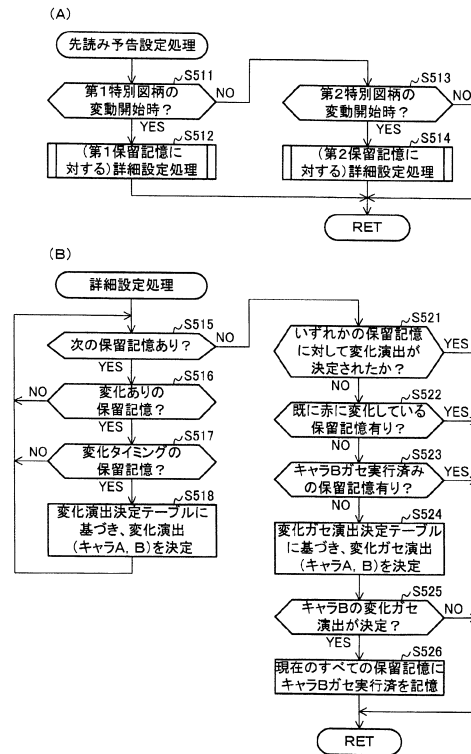 (A)
先読み予告設定処理
S511
第1特別図柄の
変動開始時?
NO
YES
S512
(第1保留記憶に
対する)詳細設定処理
S513
第2特別図柄の
変動開始時?
NO
YES
S514
(第2保留記憶に
対する)詳細設定処理
RET
(B)
詳細設定処理
S515
次の保留記憶あり?
NO
YES
S516
NO
変化ありの
保留記憶?
YES
S517
NO
変化タイミングの
保留記憶?
YES
S518
変化演出決定テーブルに
基づき、変化演出
(キャラA, B)を決定
S521
いずれかの保留記憶
に対して変化演出が
決定されたか?
YES
NO
S522
既に赤に変化している
保留記憶有り?
YES
NO
S523
キャラBガセ実行済み
の保留記憶有り?
YES
NO
S524
変化ガセ演出決定テーブル
に基づき、変化ガセ演出
(キャラA, B)を決定
S525
キャラBの変化ガセ
演出が決定?
NO
YES
S526
現在のすべての保留記憶に
キャラBガセ実行済を記憶
RET